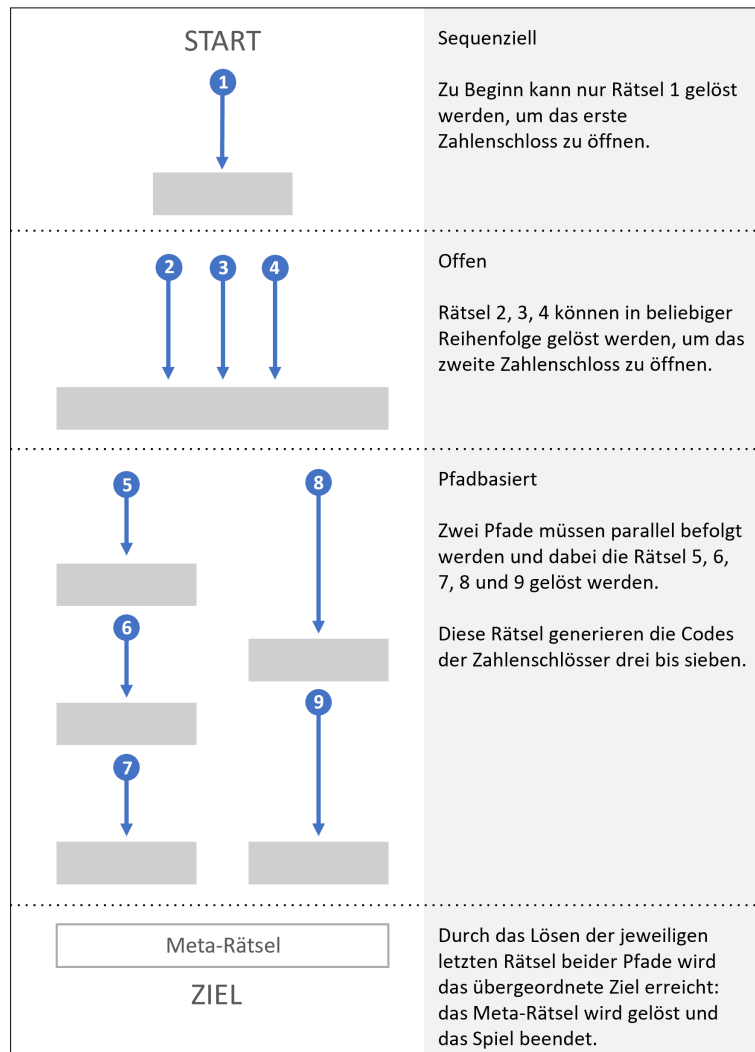 START
1
Sequenziell
Zu Beginn kann nur Rätsel 1 gelöst
werden, um das erste
Zahlenschloss zu öffnen.
2 3 4
Offen
Rätsel 2, 3, 4 können in beliebiger
Reihenfolge gelöst werden, um das
zweite Zahlenschloss zu öffnen.
5
6
7
8
9
Pfadbasiert
Zwei Pfade müssen parallel befolgt
werden und dabei die Rätsel 5, 6,
7, 8 und 9 gelöst werden.
Diese Rätsel generieren die Codes
der Zahlenschlösser drei bis sieben.
Meta-Rätsel
ZIEL
Durch das Lösen der jeweiligen
letzten Rätsel beider Pfade wird
das übergeordnete Ziel erreicht:
das Meta-Rätsel wird gelöst und
das Spiel beendet.